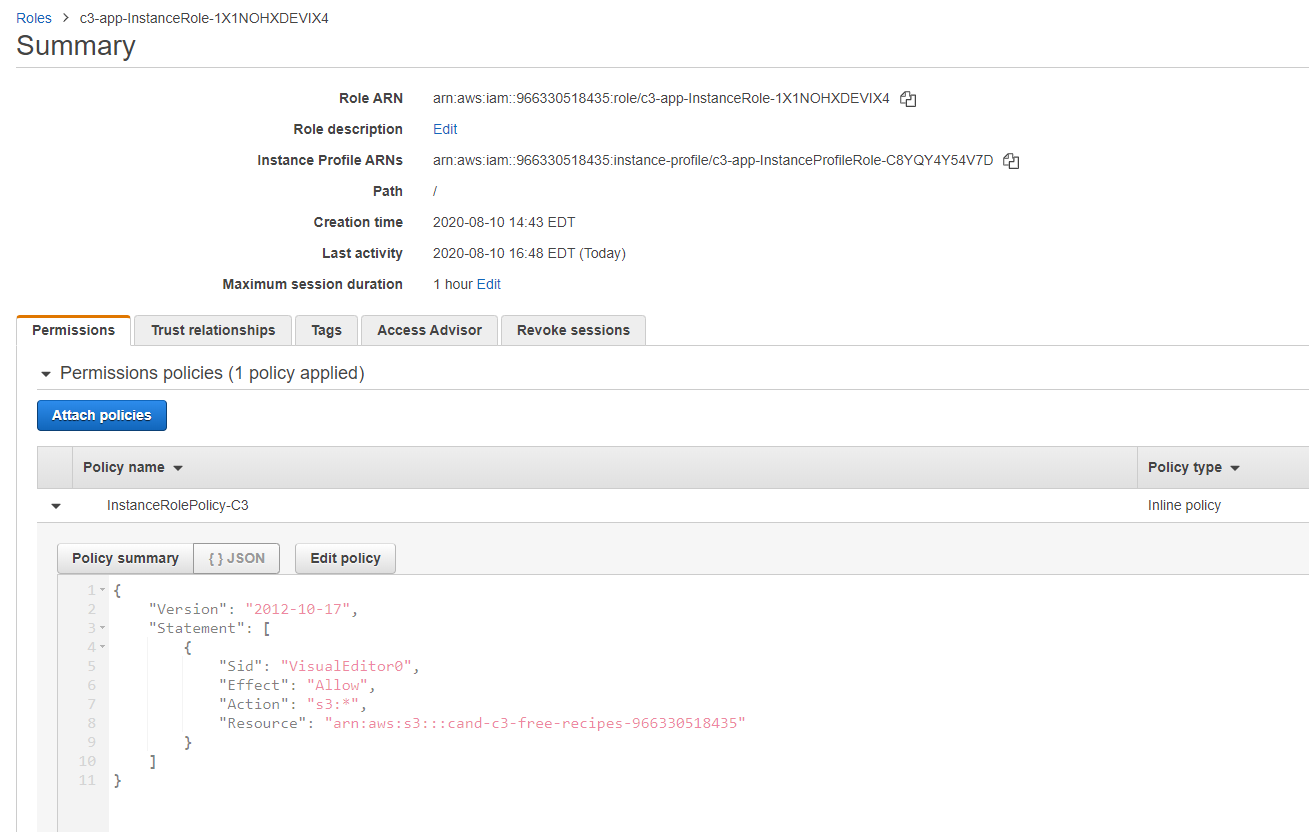 Roles > c3-app-InstanceRole-1X1NOHXDEVIX4
Summary
Role ARN arn:aws:iam::966330518435:role/c3-app-InstanceRole-1X1NOHXDEVIX4
Role description Edit
Instance Profile ARNs arn:aws:iam::966330518435:instance-profile/c3-app-InstanceProfileRole-C8YQY4Y54V7D
Path /
Creation time 2020-08-10 14:43 EDT
Last activity 2020-08-10 16:48 EDT (Today)
Maximum session duration 1 hour Edit
Permissions Trust relationships Tags Access Advisor Revoke sessions
Permissions policies (1 policy applied)
Attach policies
Policy name Policy type
InstanceRolePolicy-C3 Inline policy
Policy summary { } JSON Edit policy
1 {
2 "Version": "2012-10-17",
3 "Statement": [
4 {
5 "Sid": "VisualEditor0",
6 "Effect": "Allow",
7 "Action": "s3:*",
8 "Resource": "arn:aws:s3:::cand-c3-free-recipes-966330518435"
9 }
10 ]
11 }